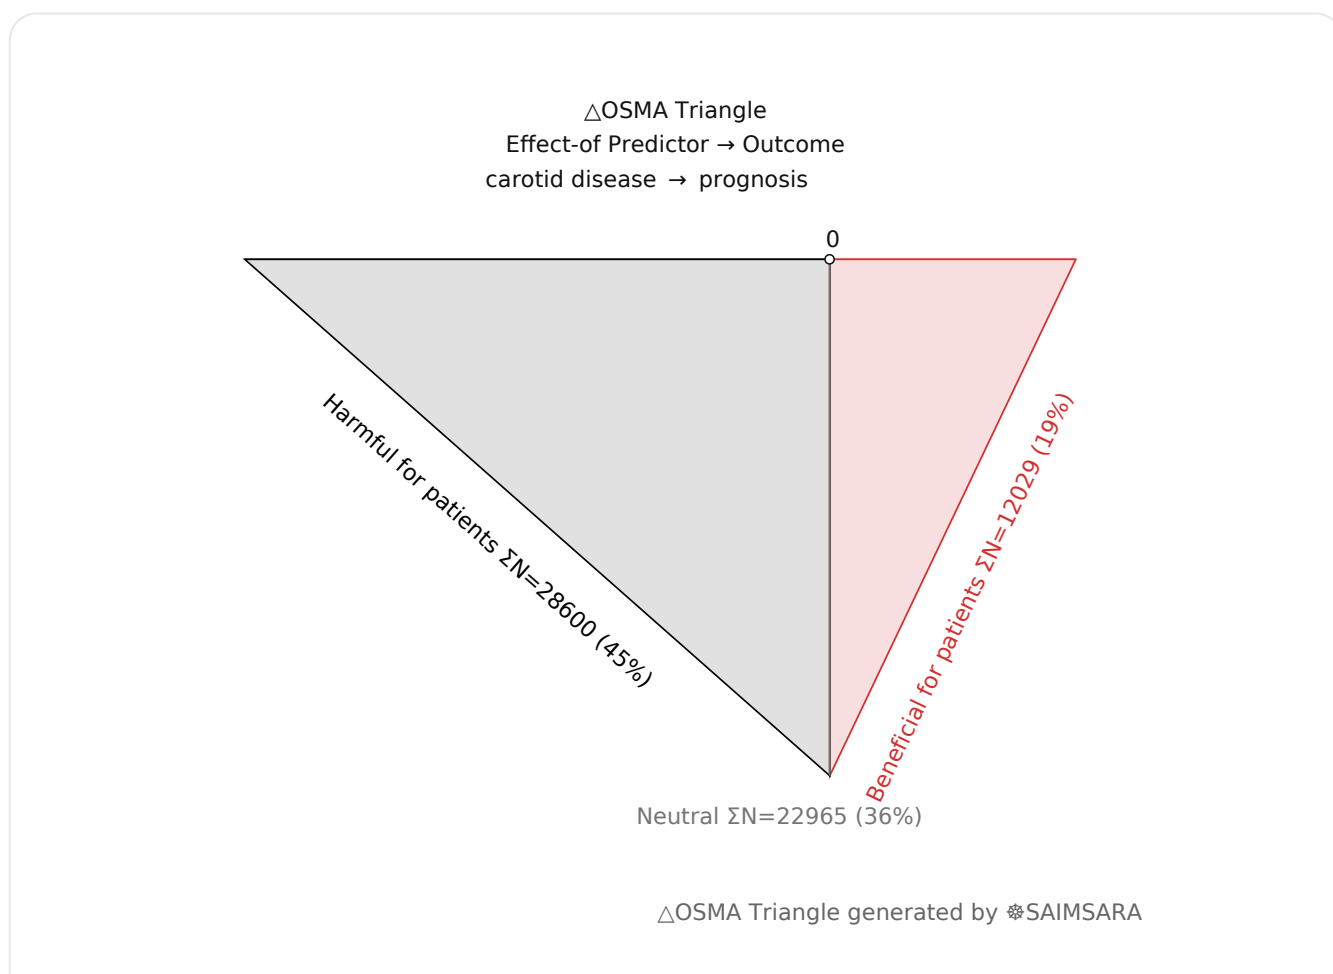 △OSMA Triangle
Effect-of Predictor → Outcome
carotid disease → prognosis
0
Harmful for patients ΣN=28600 (45%)
Beneficial for patients ΣN=12029 (19%)
Neutral ΣN=22965 (36%)
△OSMA Triangle generated by ☸SAIMSARA